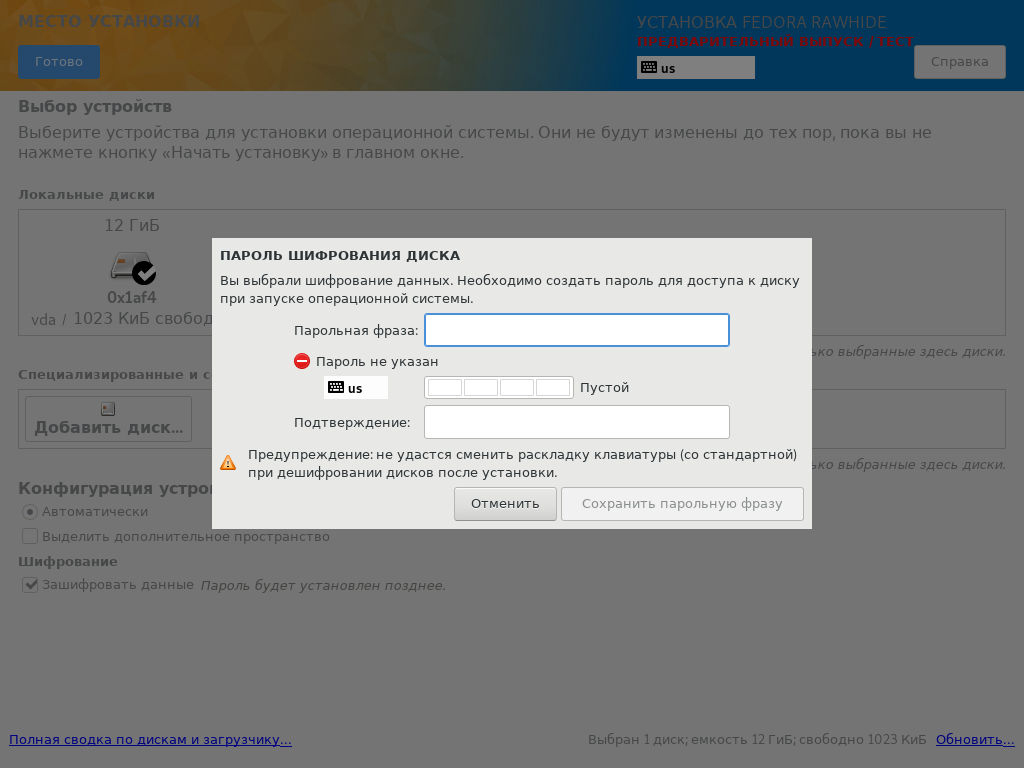 МЕСТО УСТАНОВКИ
УСТАНОВКА FEDORA RAWHIDE
ПРЕДВАРИТЕЛЬНЫЙ ВЫПУСК / ТЕСТ
Готово
us
Справка
Выбор устройств
Выберите устройства для установки операционной системы. Они не будут изменены до тех пор, пока вы не
нажмете кнопку «Начать установку» в главном окне.
Локальные диски
12 ГиБ
0x1af4
vda / 1023 КиБ свобод
ко выбранные здесь диски.
Специализированные и с
Добавить диск...
ко выбранные здесь диски.
Конфигурация устро
Автоматически
Выделить дополнительное пространство
Шифрование
Зашифровать данные Пароль будет установлен позднее.
ПАРОЛЬ ШИФРОВАНИЯ ДИСКА
Вы выбрали шифрование данных. Необходимо создать пароль для доступа к диску
при запуске операционной системы.
Парольная фраза:
Пароль не указан
us
Пустой
Подтверждение:
Предупреждение: не удастся сменить раскладку клавиатуры (со стандартной)
при дешифровании дисков после установки.
Отменить
Сохранить парольную фразу
Полная сводка по дискам и загрузчику...
Выбран 1 диск; емкость 12 ГиБ; свободно 1023 КиБ
Обновить...